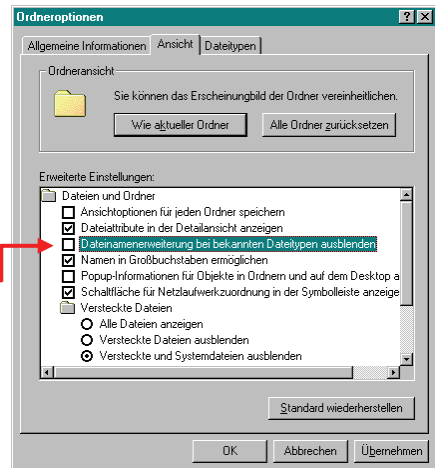 Ordneroptionen
Allgemeine Informationen Ansicht Dateitypen
Ordneransicht
Sie können das Erscheinungbild der Ordner vereinheitlichen.
Wie aktueller Ordner Alle Ordner zurücksetzen
Erweiterte Einstellungen:
Dateien und Ordner
Ansichtoptionen für jeden Ordner speichern
Dateiattribute in der Detailansicht anzeigen
Dateinamenerweiterung bei bekannten Dateitypen ausblenden
Namen in Großbuchstaben ermöglichen
Popup-Informationen für Objekte in Ordnern und auf dem Desktop a
Schaltfläche für Netzlaufwerkzuordnung in der Symbolleiste anzeige
Versteckte Dateien
Alle Dateien anzeigen
Versteckte Dateien ausblenden
Versteckte und Systemdateien ausblenden
Standard wiederherstellen
OK Abbrechen Übernehmen